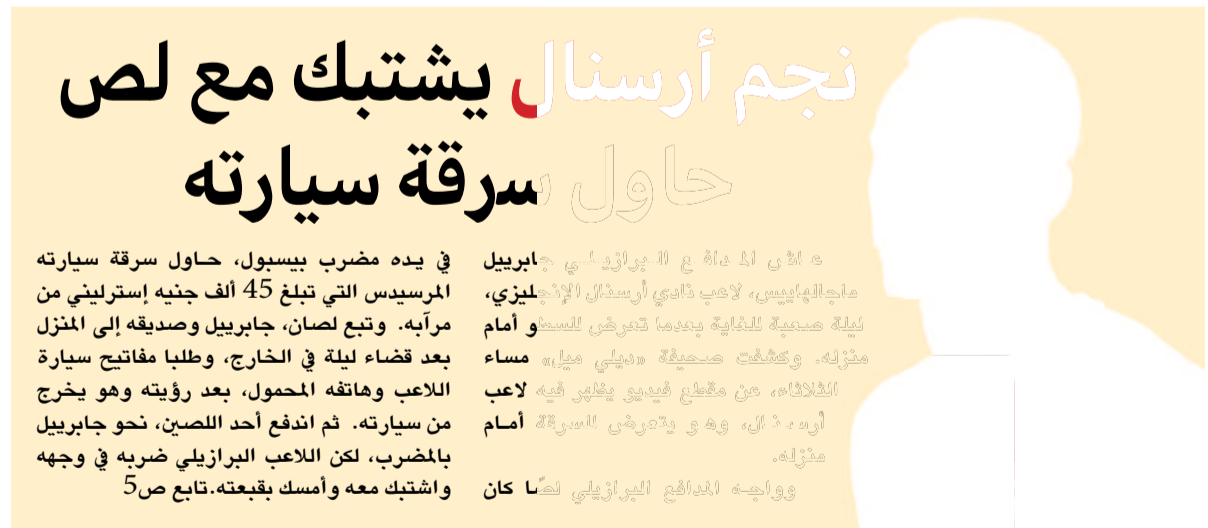 نجم أرسنال يشتبك مع لص
حاول سرقة سيارته
عاش المدافع البرازيلي جابرييل
ماجالهاييس، لاعب نادي أرسنال الإنجليزي،
ليلة صعبة للغاية بعدما تعرض للسطو أمام
منزله. وكشفت صحيفة «ديلي ميل» مساء
الثلاثاء، عن مقطع فيديو يظهر فيه لاعب
أرسنال، وهو يتعرض للسرقة أمام
منزله.
وواجه المدافع البرازيلي لصًا كان
في يده مضرب بيسبول، حاول سرقة سيارته
المرسيدس التي تبلغ 45 ألف جنيه إسترليني من
مرآبه. وتبع لصان، جابرييل وصديقه إلى المنزل
بعد قضاء ليلة في الخارج، وطلبا مفاتيح سيارة
اللاعب وهاتفه المحمول، بعد رؤيته وهو يخرج
من سيارته. ثم اندفع أحد اللصين، نحو جابرييل
بالمضرب، لكن اللاعب البرازيلي ضربه في وجهه
واشتبك معه وأمسك بقبعته.تابع ص5